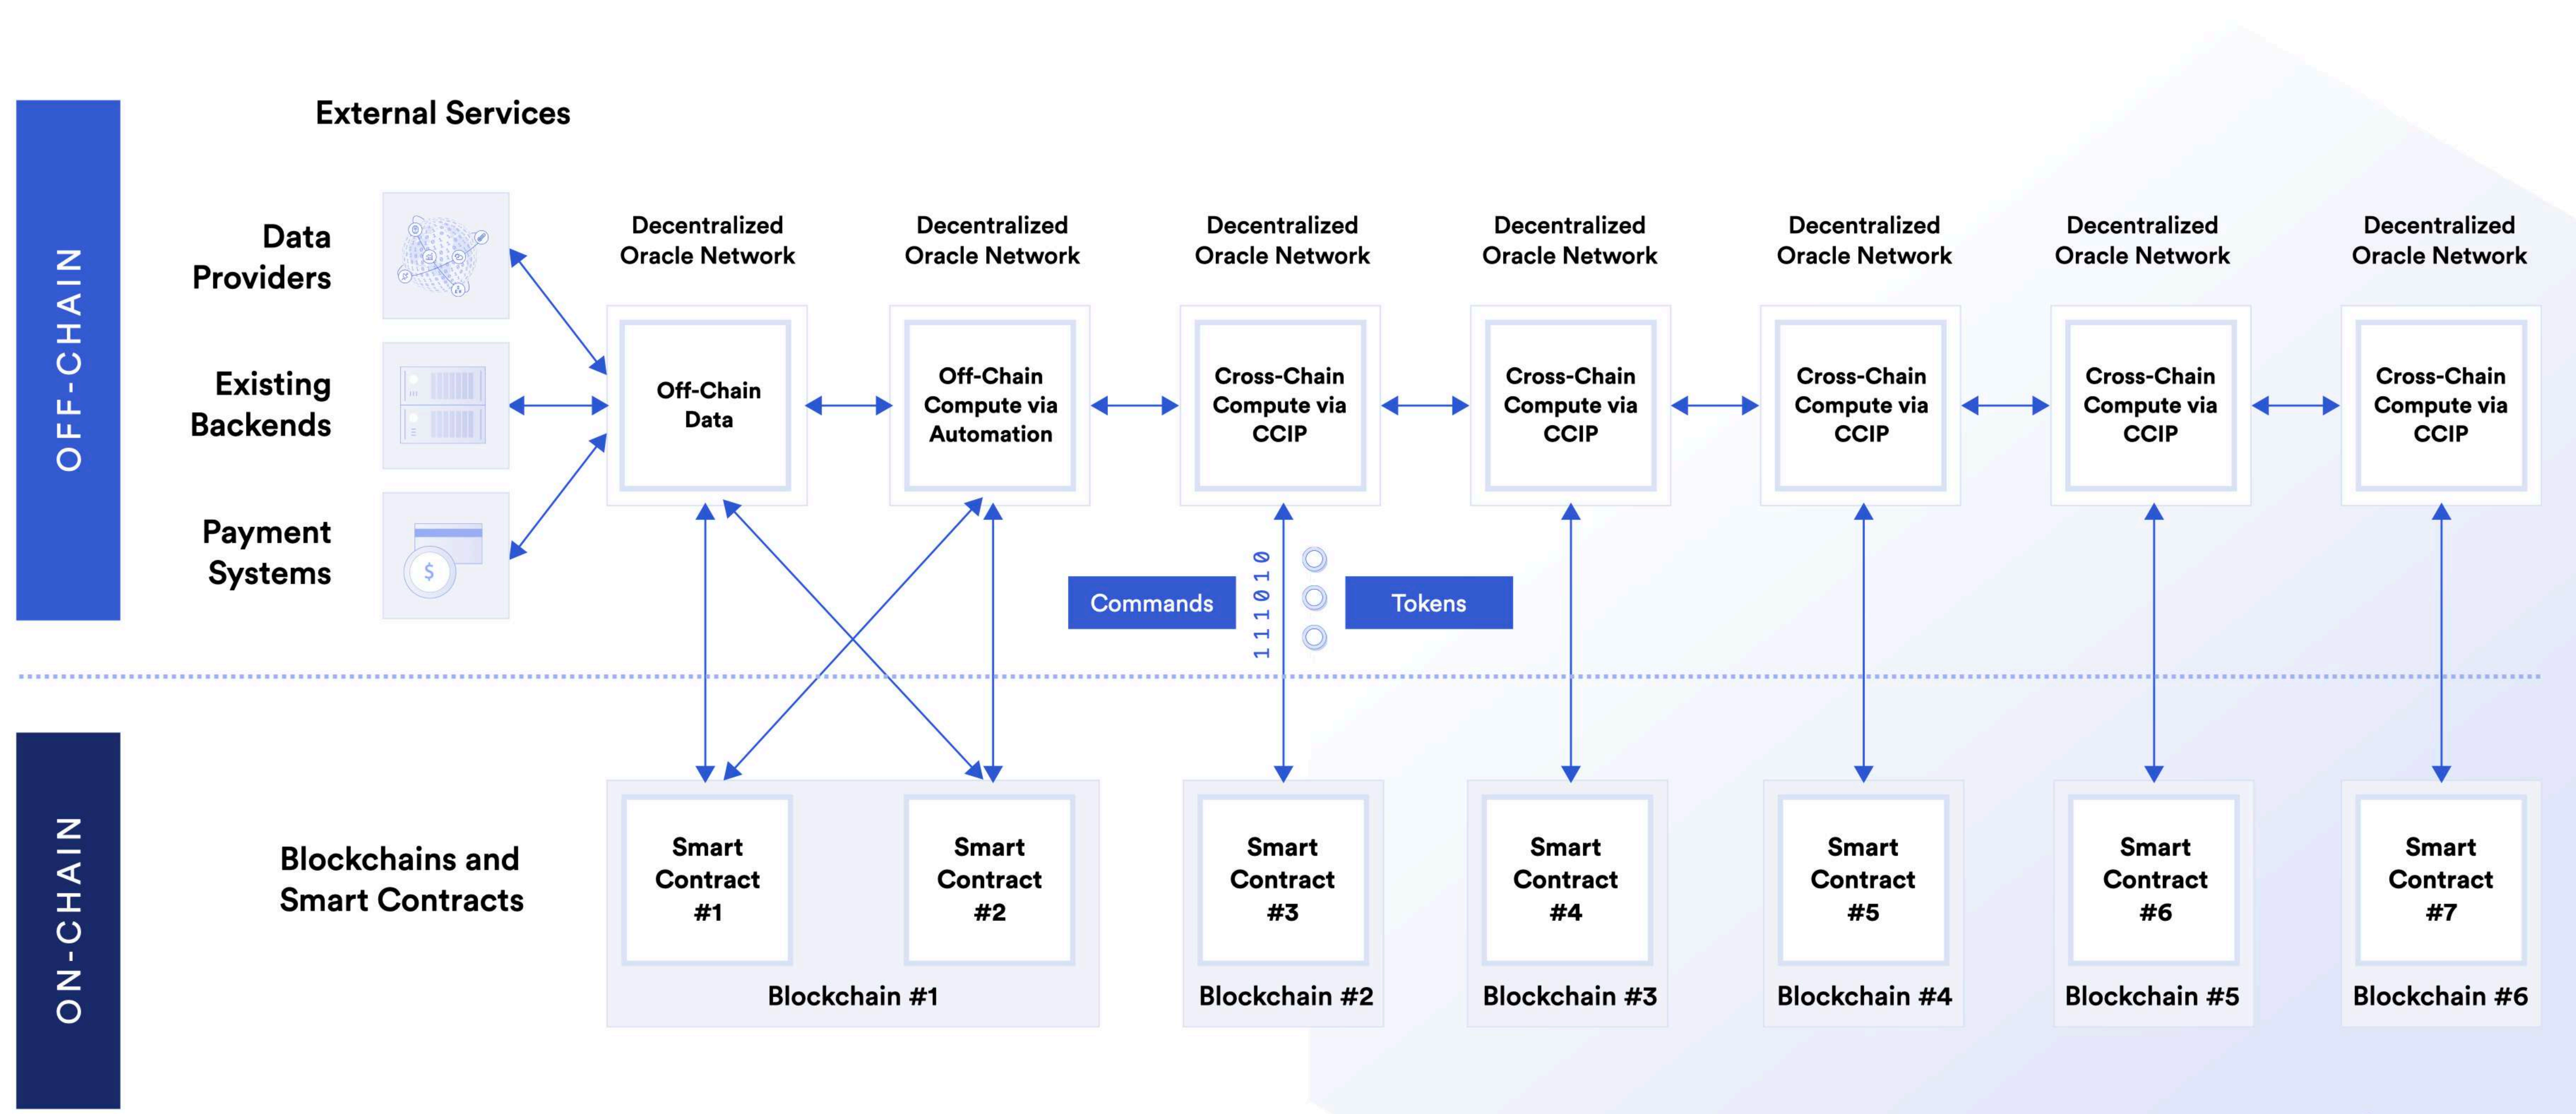 OFF-CHAIN
External Services
Data
Providers
Existing
Backends
Payment
Systems
$
Decentralized
Oracle Network
Decentralized
Oracle Network
Decentralized
Oracle Network
Decentralized
Oracle Network
Decentralized
Oracle Network
Decentralized
Oracle Network
Decentralized
Oracle Network
Off-Chain
Data
Off-Chain
Compute via
Automation
Cross-Chain
Compute via
CCIP
Cross-Chain
Compute via
CCIP
Cross-Chain
Compute via
CCIP
Cross-Chain
Compute via
CCIP
Cross-Chain
Compute via
CCIP
Commands
111010
Tokens
ON-CHAIN
Blockchains and
Smart Contracts
Smart
Contract
#1
Smart
Contract
#2
Blockchain #1
Smart
Contract
#3
Blockchain #2
Smart
Contract
#4
Blockchain #3
Smart
Contract
#5
Blockchain #4
Smart
Contract
#6
Blockchain #5
Smart
Contract
#7
Blockchain #6